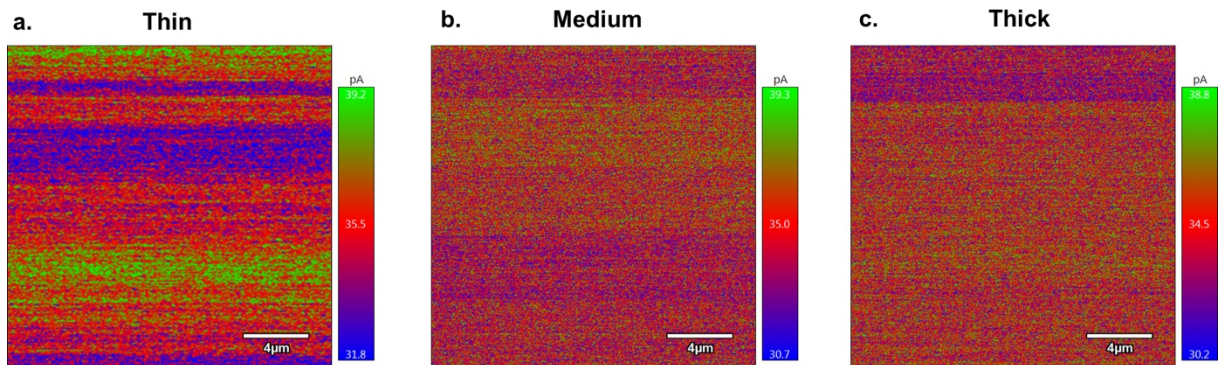 a. Thin
b. Medium
c. Thick
pA
39.2
35.5
31.8
4µm
pA
39.3
35.0
30.7
4µm
pA
38.8
34.5
30.2
4µm